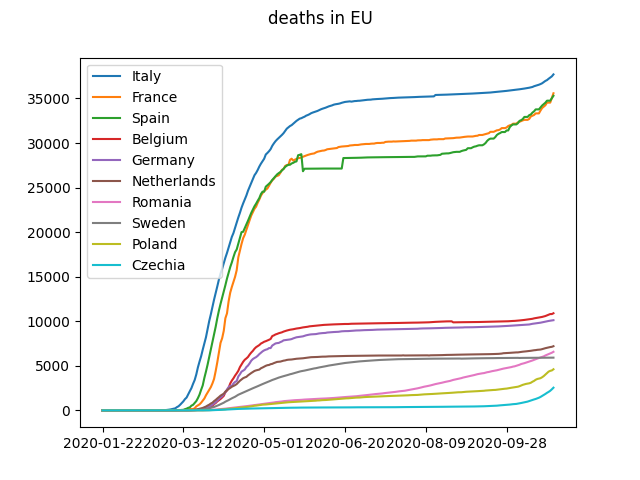 deaths in EU
Italy
France
Spain
Belgium
Germany
Netherlands
Romania
Sweden
Poland
Czechia
35000
30000
25000
20000
15000
10000
5000
0
2020-01-22 2020-03-12 2020-05-01 2020-06-20 2020-08-09 2020-09-28